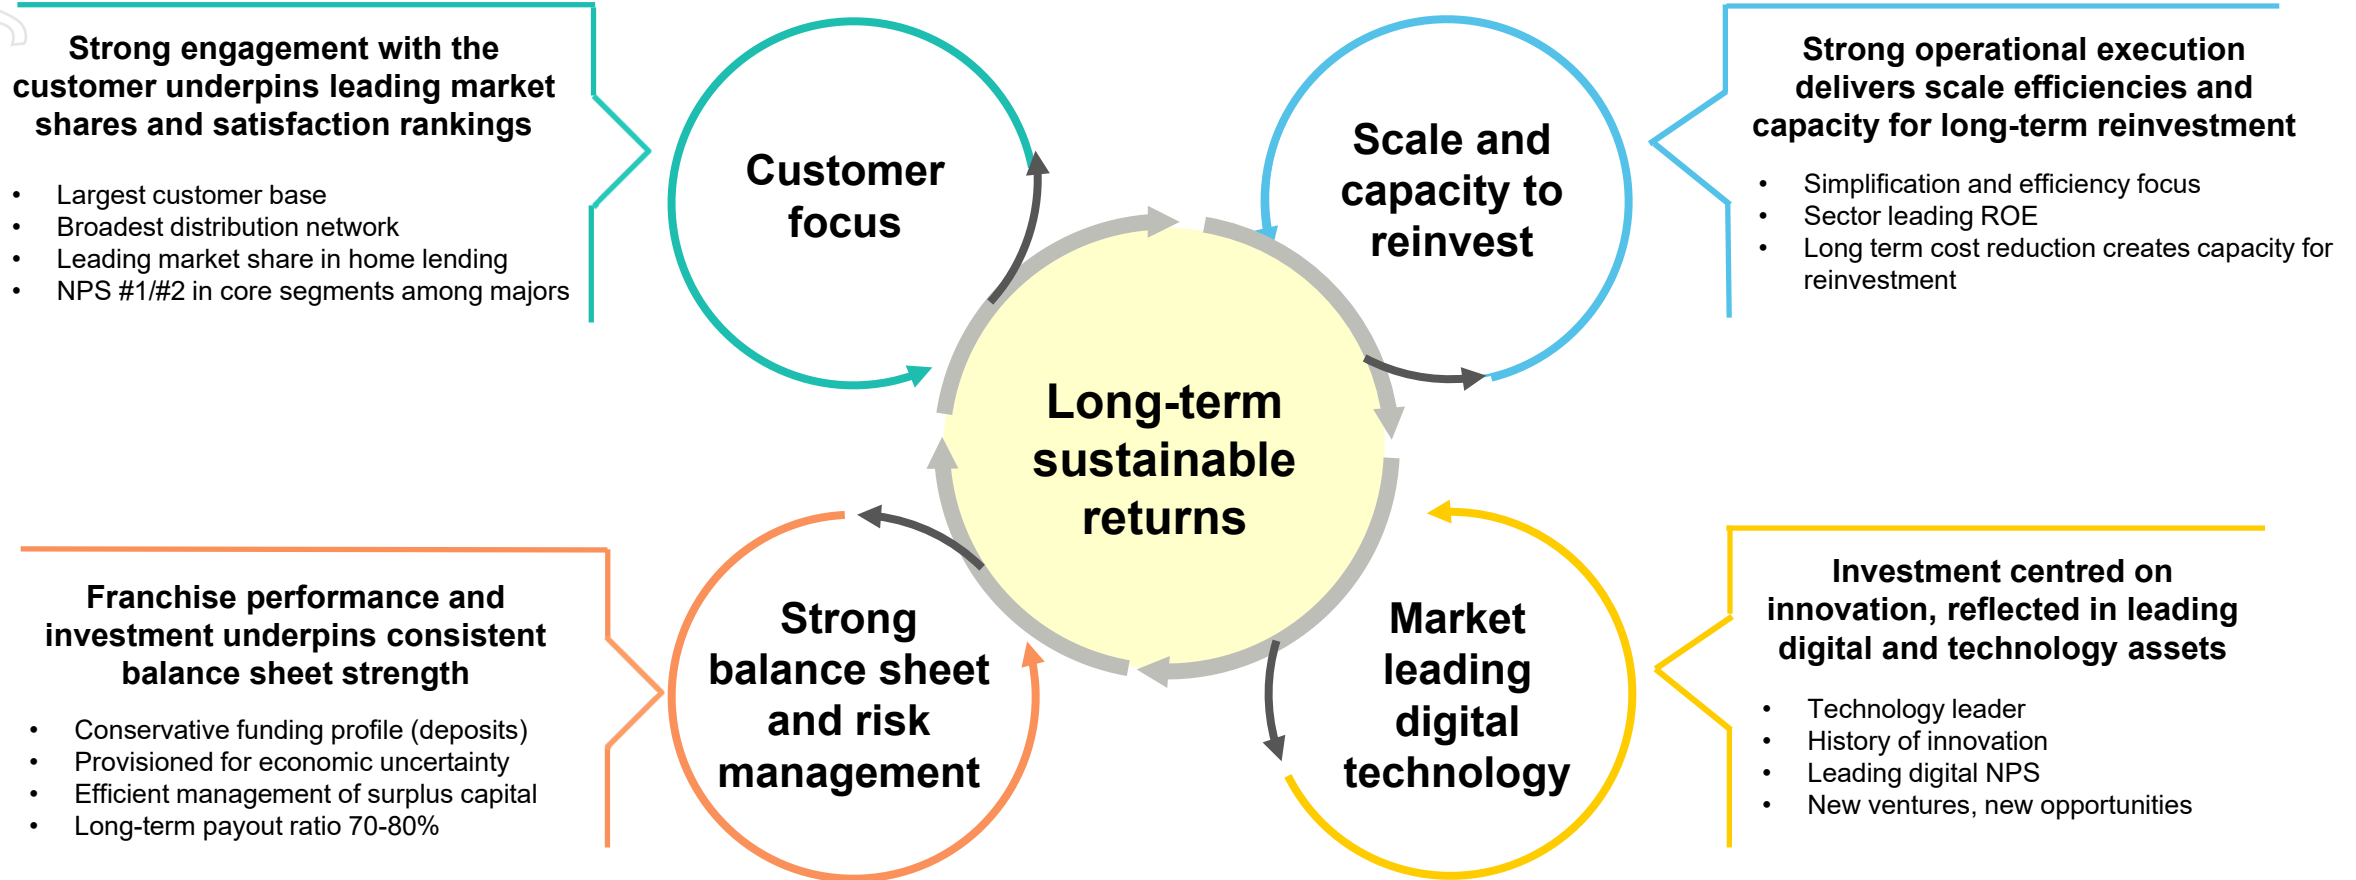 Strong engagement with the
customer underpins leading market
shares and satisfaction rankings
• Largest customer base
• Broadest distribution network
• Leading market share in home lending
• NPS #1/#2 in core segments among majors
Customer
focus
Scale and
capacity to
reinvest
Strong operational execution
delivers scale efficiencies and
capacity for long-term reinvestment
• Simplification and efficiency focus
• Sector leading ROE
• Long term cost reduction creates capacity for
reinvestment
Long-term
sustainable
returns
Franchise performance and
investment underpins consistent
balance sheet strength
• Conservative funding profile (deposits)
• Provisioned for economic uncertainty
• Efficient management of surplus capital
• Long-term payout ratio 70-80%
Strong
balance sheet
and risk
management
Market
leading
digital
technology
Investment centred on
innovation, reflected in leading
digital and technology assets
• Technology leader
• History of innovation
• Leading digital NPS
• New ventures, new opportunities